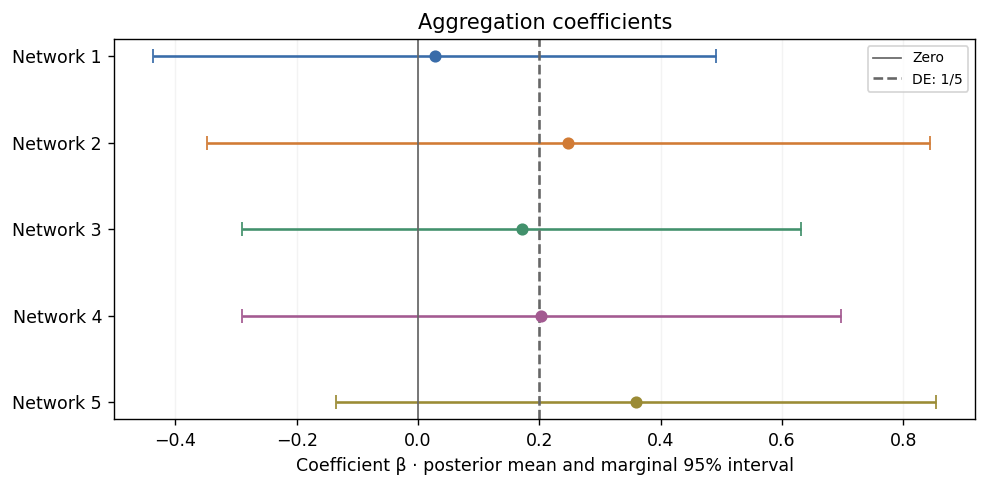 Aggregation coefficients
Network 1
Network 2
Network 3
Network 4
Network 5
Zero
DE: 1/5
−0.4 −0.2 0.0 0.2 0.4 0.6 0.8
Coefficient β · posterior mean and marginal 95% interval